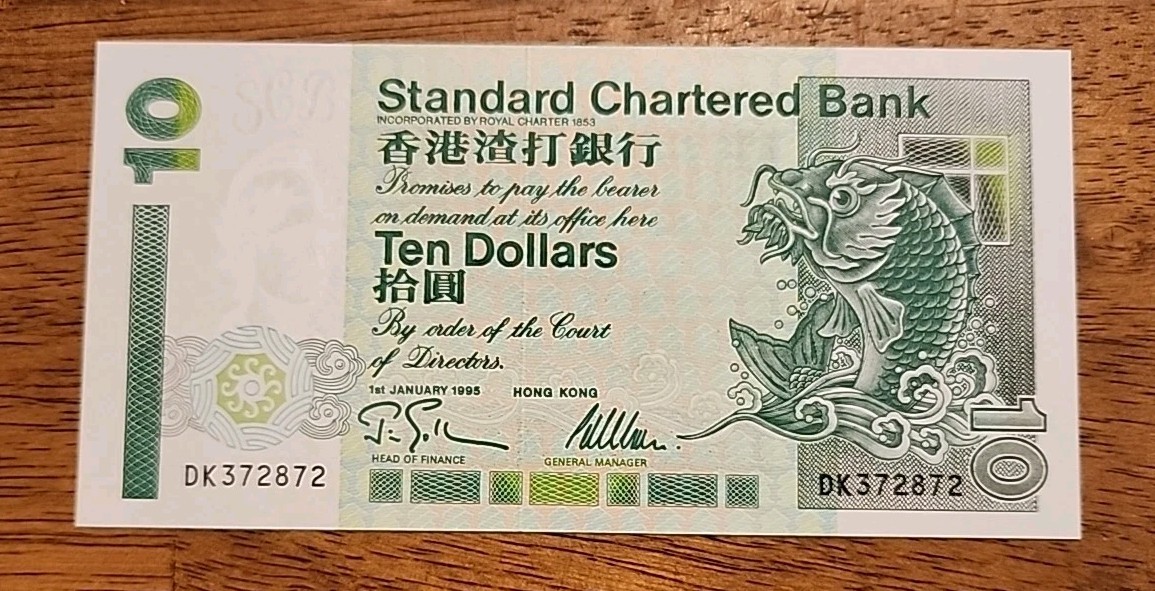 10
Standard Chartered Bank
INCORPORATED BY ROYAL CHARTER 1853
香港渣打銀行
Promises to pay the bearer
on demand at its office here
Ten Dollars
拾圓
By order of the Court
of Directors.
1st JANUARY 1995 HONG KONG
HEAD OF FINANCE GENERAL MANAGER
DK372872
DK372872
10